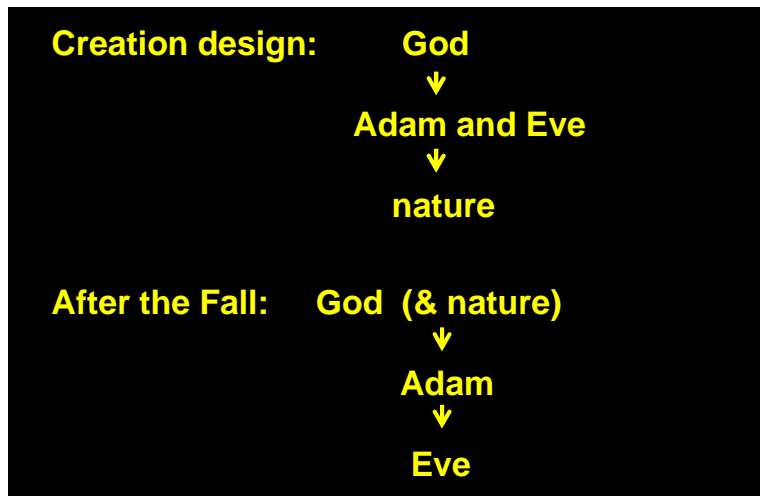 Creation design: God
Adam and Eve
nature
After the Fall: God (& nature)
Adam
Eve